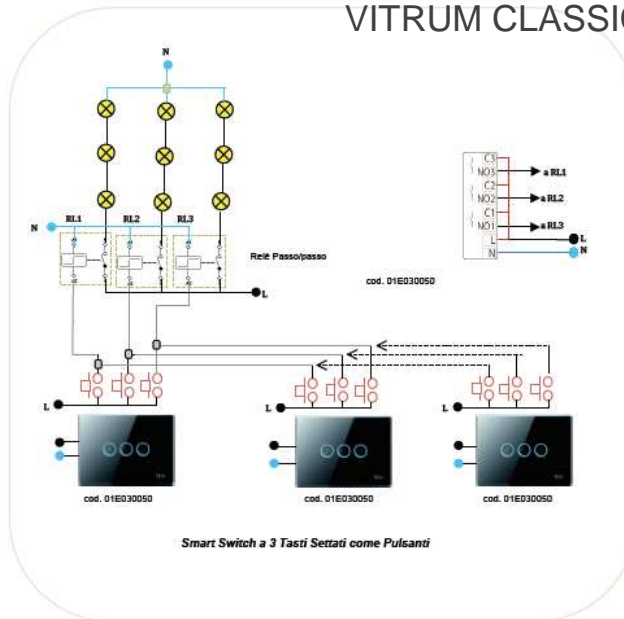 VITRUM CLASSIC
N
C3
NO3 a RL1
C2
NO2 a RL2
C1
NO1 a RL3
L L
N N
RL1 RL2 RL3
N
Relè Passo/passo
cod. 01E030050
L
L L L
cod. 01E030050 cod. 01E030050 cod. 01E030050
Smart Switch a 3 Tasti Settati come Pulsanti